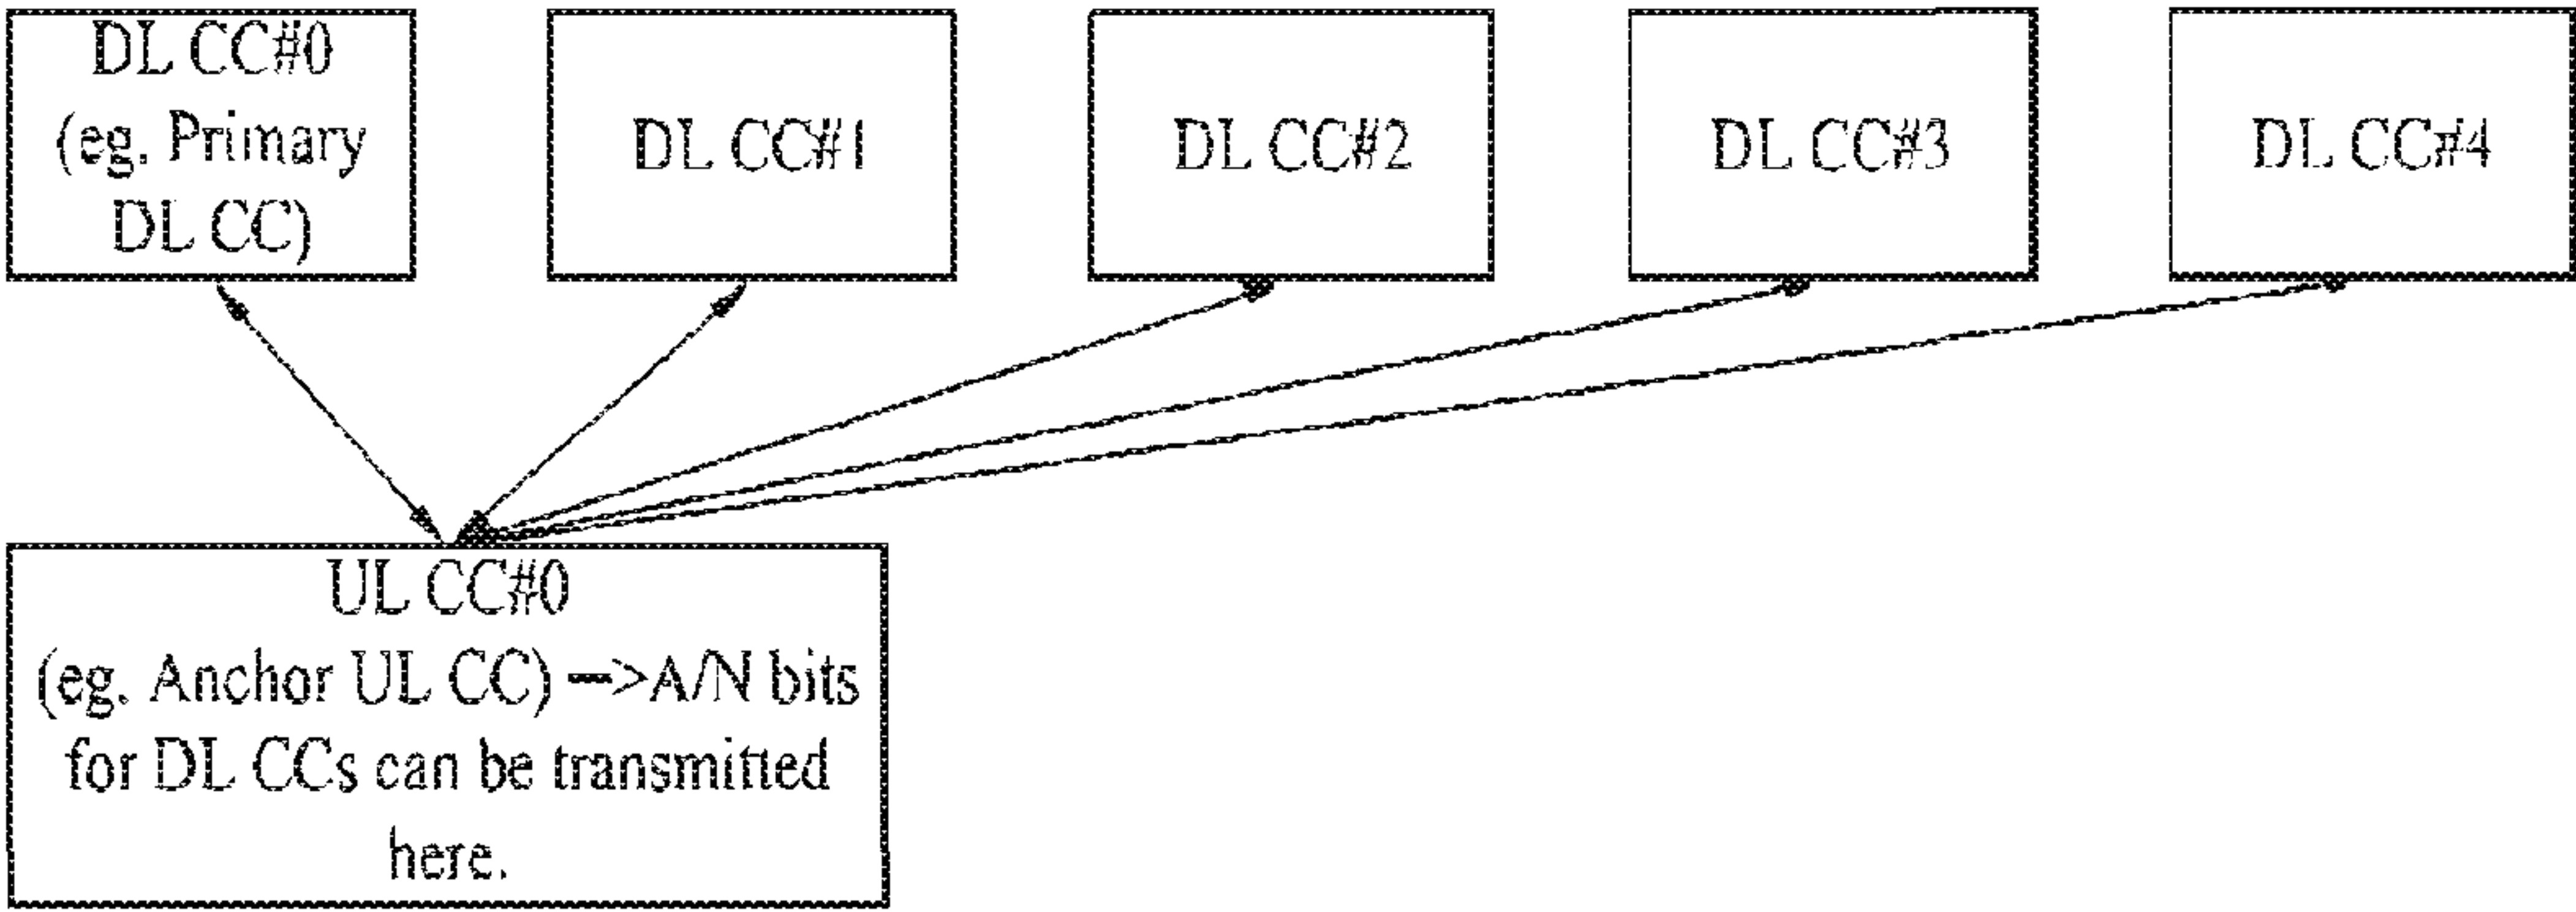 DL CC#0
(eg. Primary
DL CC)
DL CC#1
DL CC#2
DL CC#3
DL CC#4
UL CC#0
(eg. Anchor UL CC) -->A/N bits
for DL CCs can be transmitted
here.